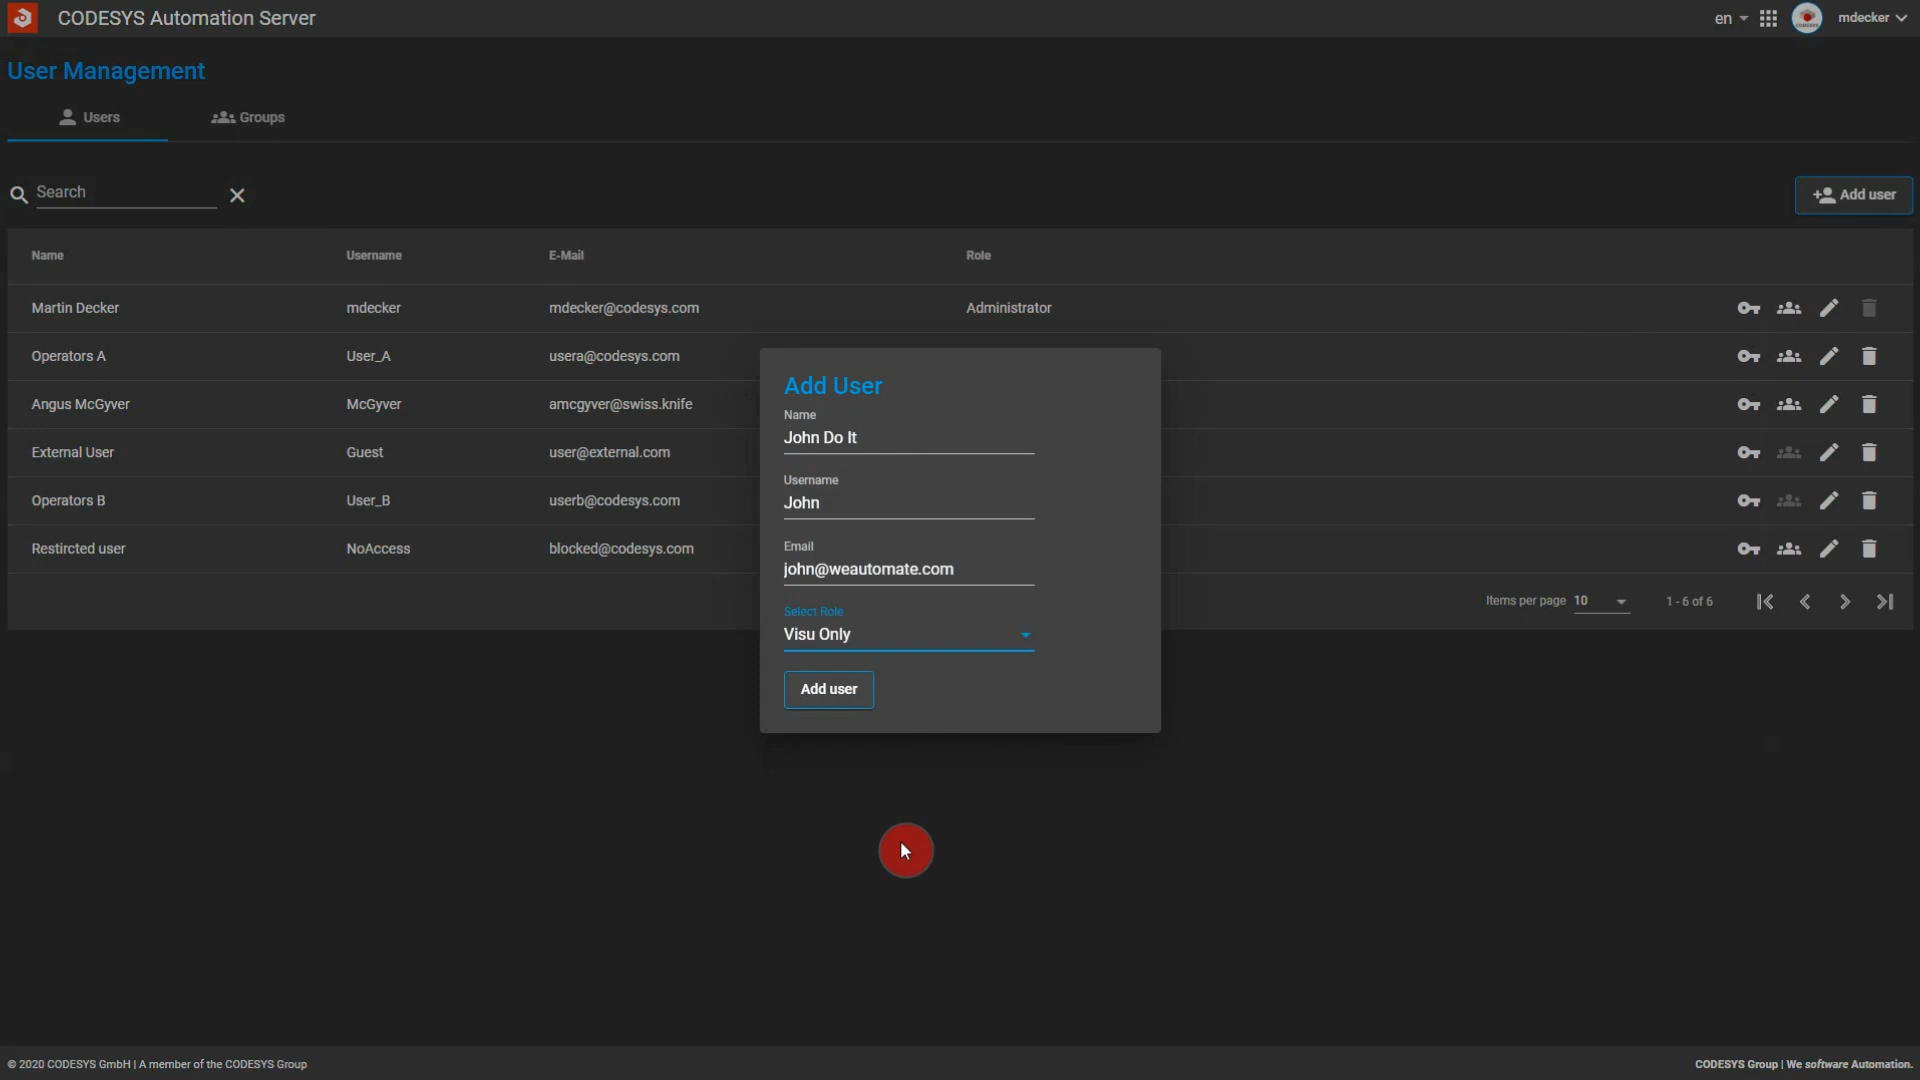 CODESYS Automation Server
en
mdecker
User Management
Users
Groups
Search
Add user
Name Username E-Mail Role
Martin Decker mdecker mdecker@codesys.com Administrator
Operators A User_A usera@codesys.com
Angus McGyver McGyver amcgyver@swiss.knife
External User Guest user@external.com
Operators B User_B userb@codesys.com
Restircted user NoAccess blocked@codesys.com
Items per page 10 1 - 6 of 6
Add User
Name
John Do It
Username
John
Email
john@weautomate.com
Select Role
Visu Only
Add user
© 2020 CODESYS GmbH | A member of the CODESYS Group
CODESYS Group | We software Automation.